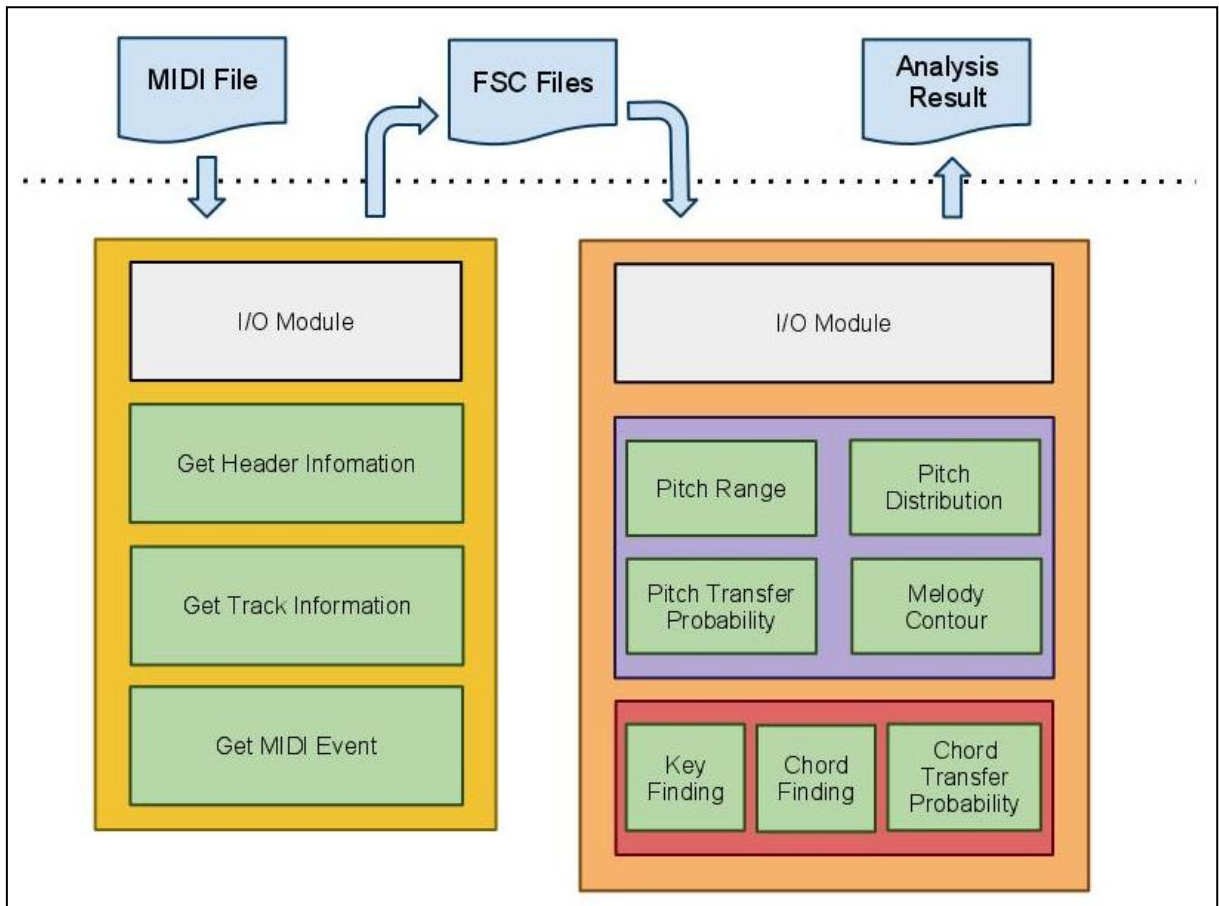 MIDI File
FSC Files
Analysis
Result
I/O Module
Get Header Infomation
Get Track Information
Get MIDI Event
I/O Module
Pitch Range
Pitch
Distribution
Pitch Transfer
Probability
Melody
Contour
Key
Finding
Chord
Finding
Chord
Transfer
Probability